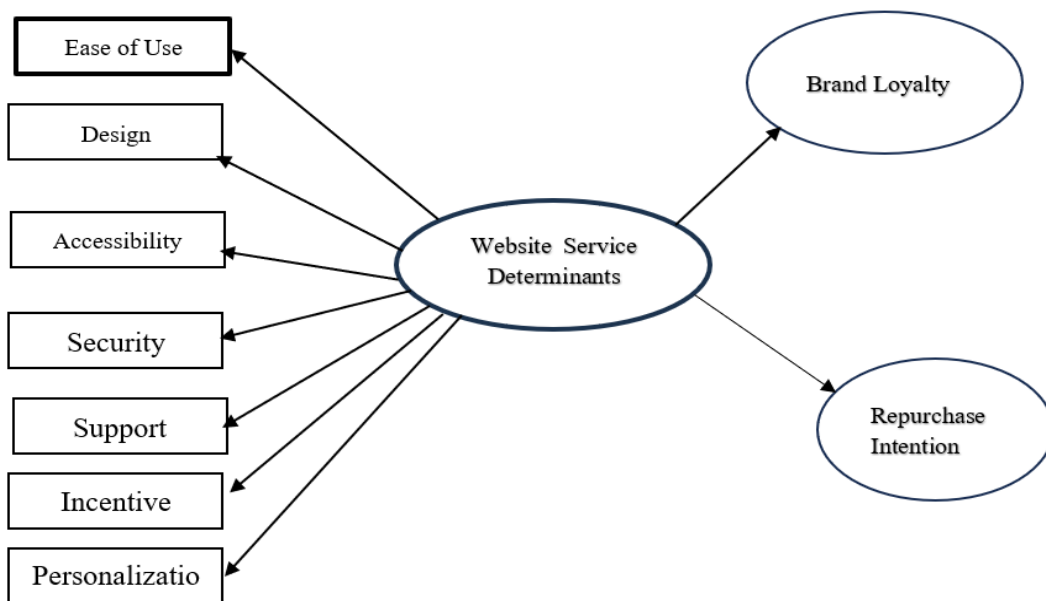 Ease of Use
Design
Accessibility
Security
Support
Incentive
Personalizatio
Website Service
Determinants
Brand Loyalty
Repurchase
Intention